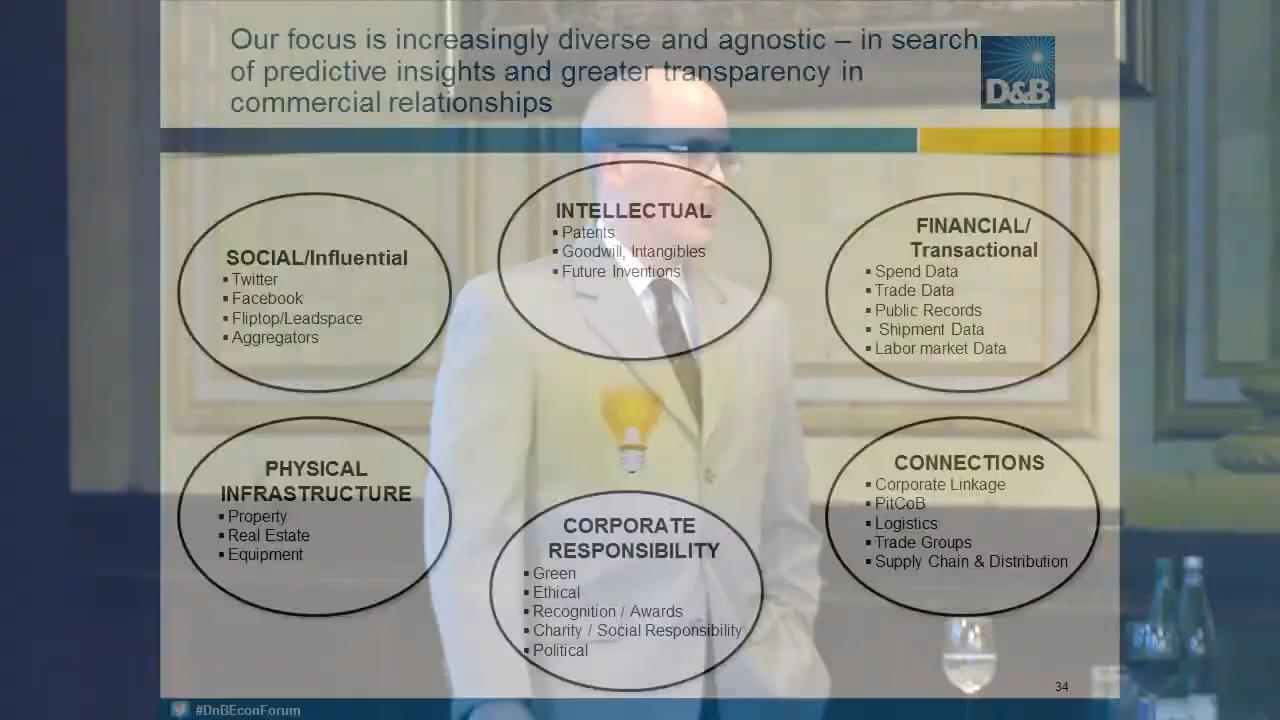 Our focus is increasingly diverse and agnostic – in search
of predictive insights and greater transparency in
commercial relationships
D&B
INTELLECTUAL
▪ Patents
▪ Goodwill, Intangibles
▪ Future Inventions
SOCIAL/Influential
▪ Twitter
▪ Facebook
▪ Fliptop/Leadspace
▪ Aggregators
FINANCIAL/
Transactional
▪ Spend Data
▪ Trade Data
▪ Public Records
▪ Shipment Data
▪ Labor market Data
PHYSICAL
INFRASTRUCTURE
▪ Property
▪ Real Estate
▪ Equipment
CORPORATE
RESPONSIBILITY
▪ Green
▪ Ethical
▪ Recognition / Awards
▪ Charity / Social Responsibility
▪ Political
CONNECTIONS
▪ Corporate Linkage
▪ PitCoB
▪ Logistics
▪ Trade Groups
▪ Supply Chain & Distribution
34
#DnBEconForum